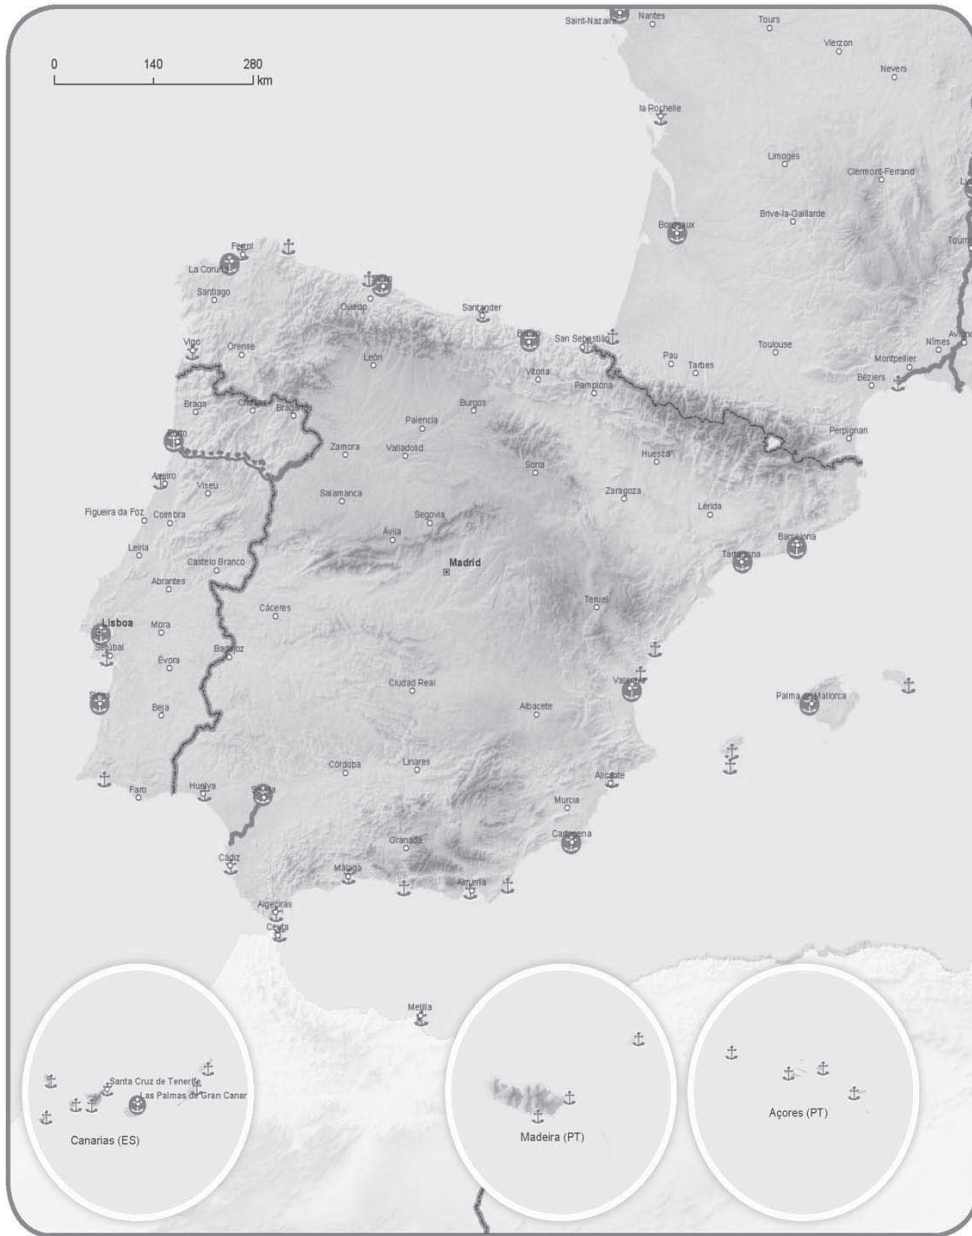 Saint-Nazaire
Nantes
Tours
Vierzon
Nevers
0 140 280
km
la Rochelle
Limoges
Clermont-Ferrand
Brive-la-Gaillarde
Bordeaux
Ferrol
La Coruña
Santiago
Oviedo
Santander
Bilbao
San Sebastián
Vigo
Orense
León
Vitoria
Pamplona
Pau
Tarbes
Toulouse
Nîmes
Montpellier
Béziers
Perpignan
Braga
Chaves
Burgos
Palencia
Porto
Zamora
Valladolid
Soria
Huesca
Aveiro
Viseu
Salamanca
Zaragoza
Lérida
Figueira da Foz
Coimbra
Segovia
Barcelona
Leiria
Ávila
Tarragona
Castelo Branco
Madrid
Abrantes
Cáceres
Teruel
Lisboa
Mora
Setúbal
Évora
Badajoz
Ciudad Real
Valencia
Palma de Mallorca
Sines
Beja
Albacete
Córdoba
Linares
Alicante
Faro
Huelva
Murcia
Cartagena
Granada
Cádiz
Málaga
Almería
Algeciras
Ceuta
Melilla
Santa Cruz de Tenerife
Las Palmas de Gran Canar
Canarias (ES)
Madeira (PT)
Açores (PT)